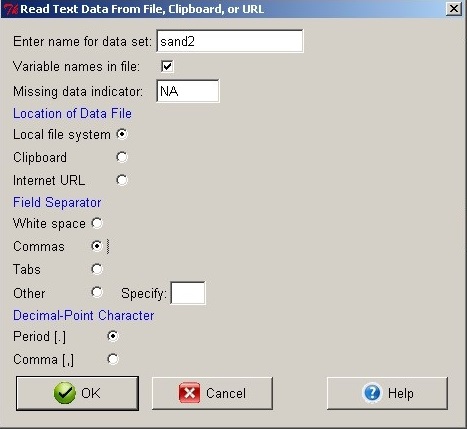 Read Text Data From File, Clipboard, or URL
Enter name for data set: sand2
Variable names in file:
Missing data indicator: NA
Location of Data File
Local file system
Clipboard
Internet URL
Field Separator
White space
Commas
Tabs
Other Specify:
Decimal-Point Character
Period [.]
Comma [,]
OK Cancel Help